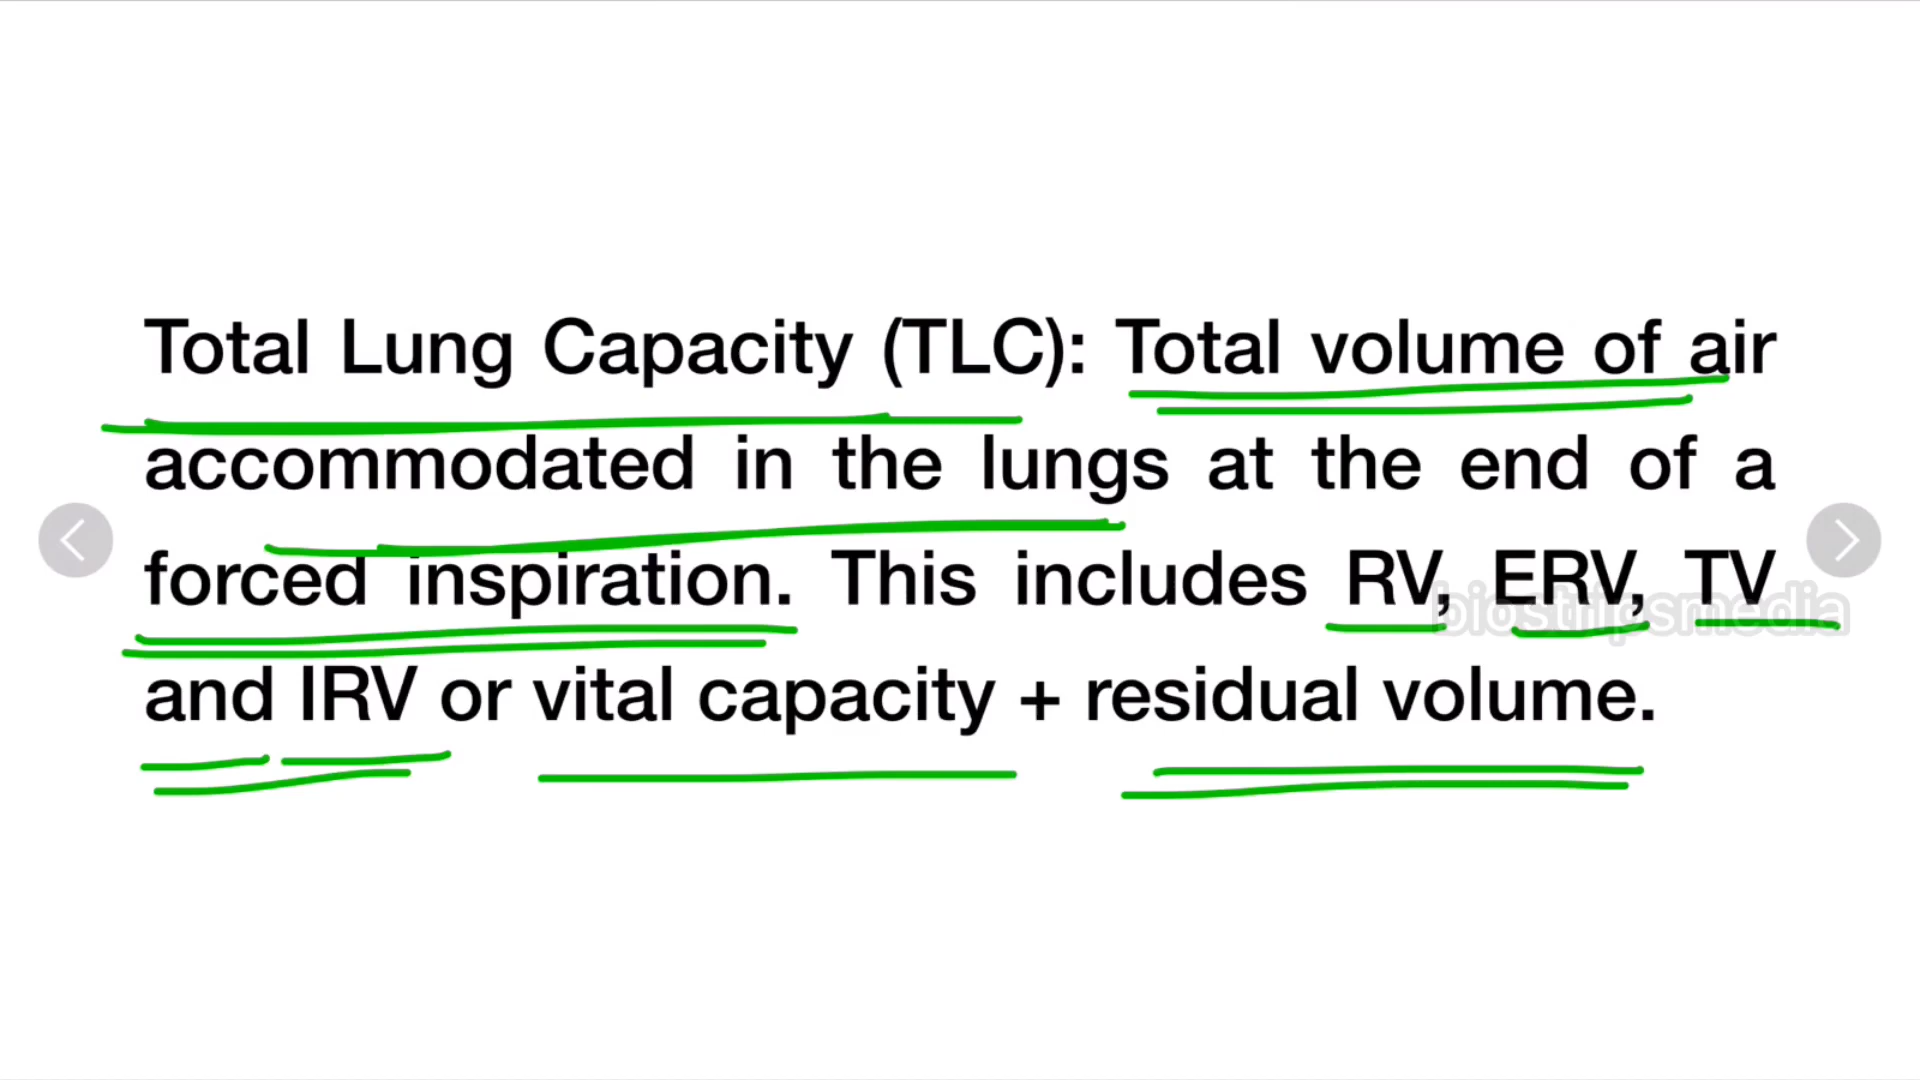 Total Lung Capacity (TLC): Total volume of air
accommodated in the lungs at the end of a
forced inspiration. This includes RV, ERV, TV
biostripsmedia
and IRV or vital capacity + residual volume.